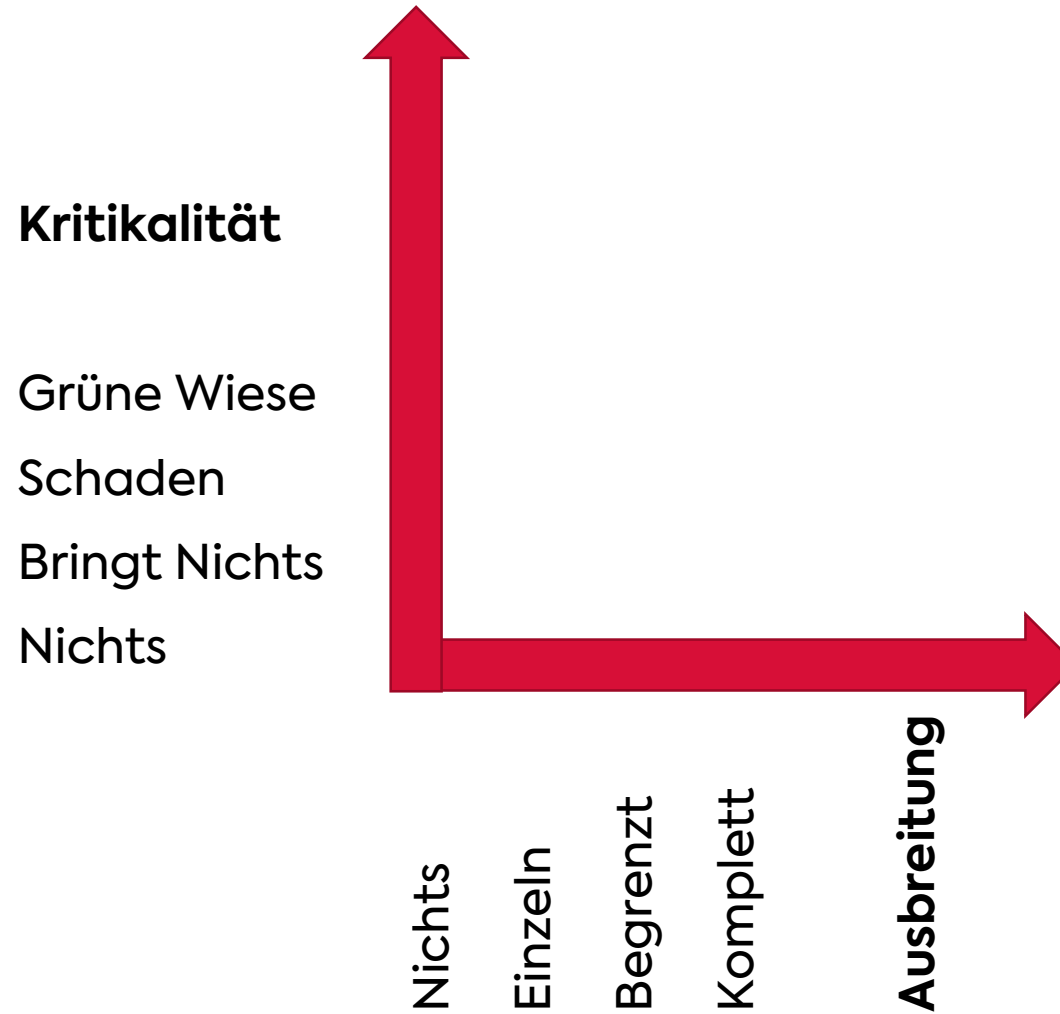 Kritikalität
Grüne Wiese
Schaden
Bringt Nichts
Nichts
Nichts
Einzeln
Begrenzt
Komplett
Ausbreitung